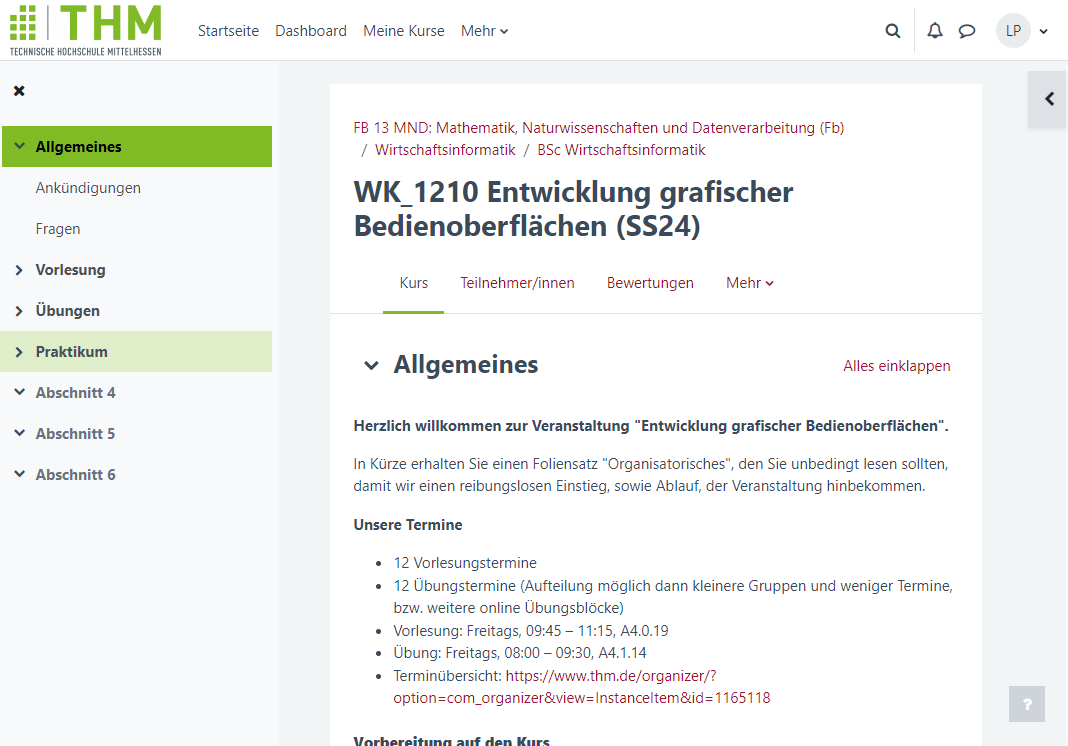 THM
TECHNISCHE HOCHSCHULE MITTELHESSEN
Startseite Dashboard Meine Kurse Mehr
LP
Allgemeines
Ankündigungen
Fragen
Vorlesung
Übungen
Praktikum
Abschnitt 4
Abschnitt 5
Abschnitt 6
FB 13 MND: Mathematik, Naturwissenschaften und Datenverarbeitung (Fb)
/ Wirtschaftsinformatik / BSc Wirtschaftsinformatik
WK_1210 Entwicklung grafischer
Bedienoberflächen (SS24)
Kurs Teilnehmer/innen Bewertungen Mehr
Allgemeines
Alles einklappen
Herzlich willkommen zur Veranstaltung "Entwicklung grafischer Bedienoberflächen".
In Kürze erhalten Sie einen Foliensatz "Organisatorisches", den Sie unbedingt lesen sollten,
damit wir einen reibungslosen Einstieg, sowie Ablauf, der Veranstaltung hinbekommen.
Unsere Termine
• 12 Vorlesungstermine
• 12 Übungstermine (Aufteilung möglich dann kleinere Gruppen und weniger Termine,
bzw. weitere online Übungsblöcke)
• Vorlesung: Freitags, 09:45 – 11:15, A4.0.19
• Übung: Freitags, 08:00 – 09:30, A4.1.14
• Terminübersicht: https://www.thm.de/organizer/?
option=com_organizer&view=InstanceItem&id=1165118
Vorbereitung auf den Kurs
?